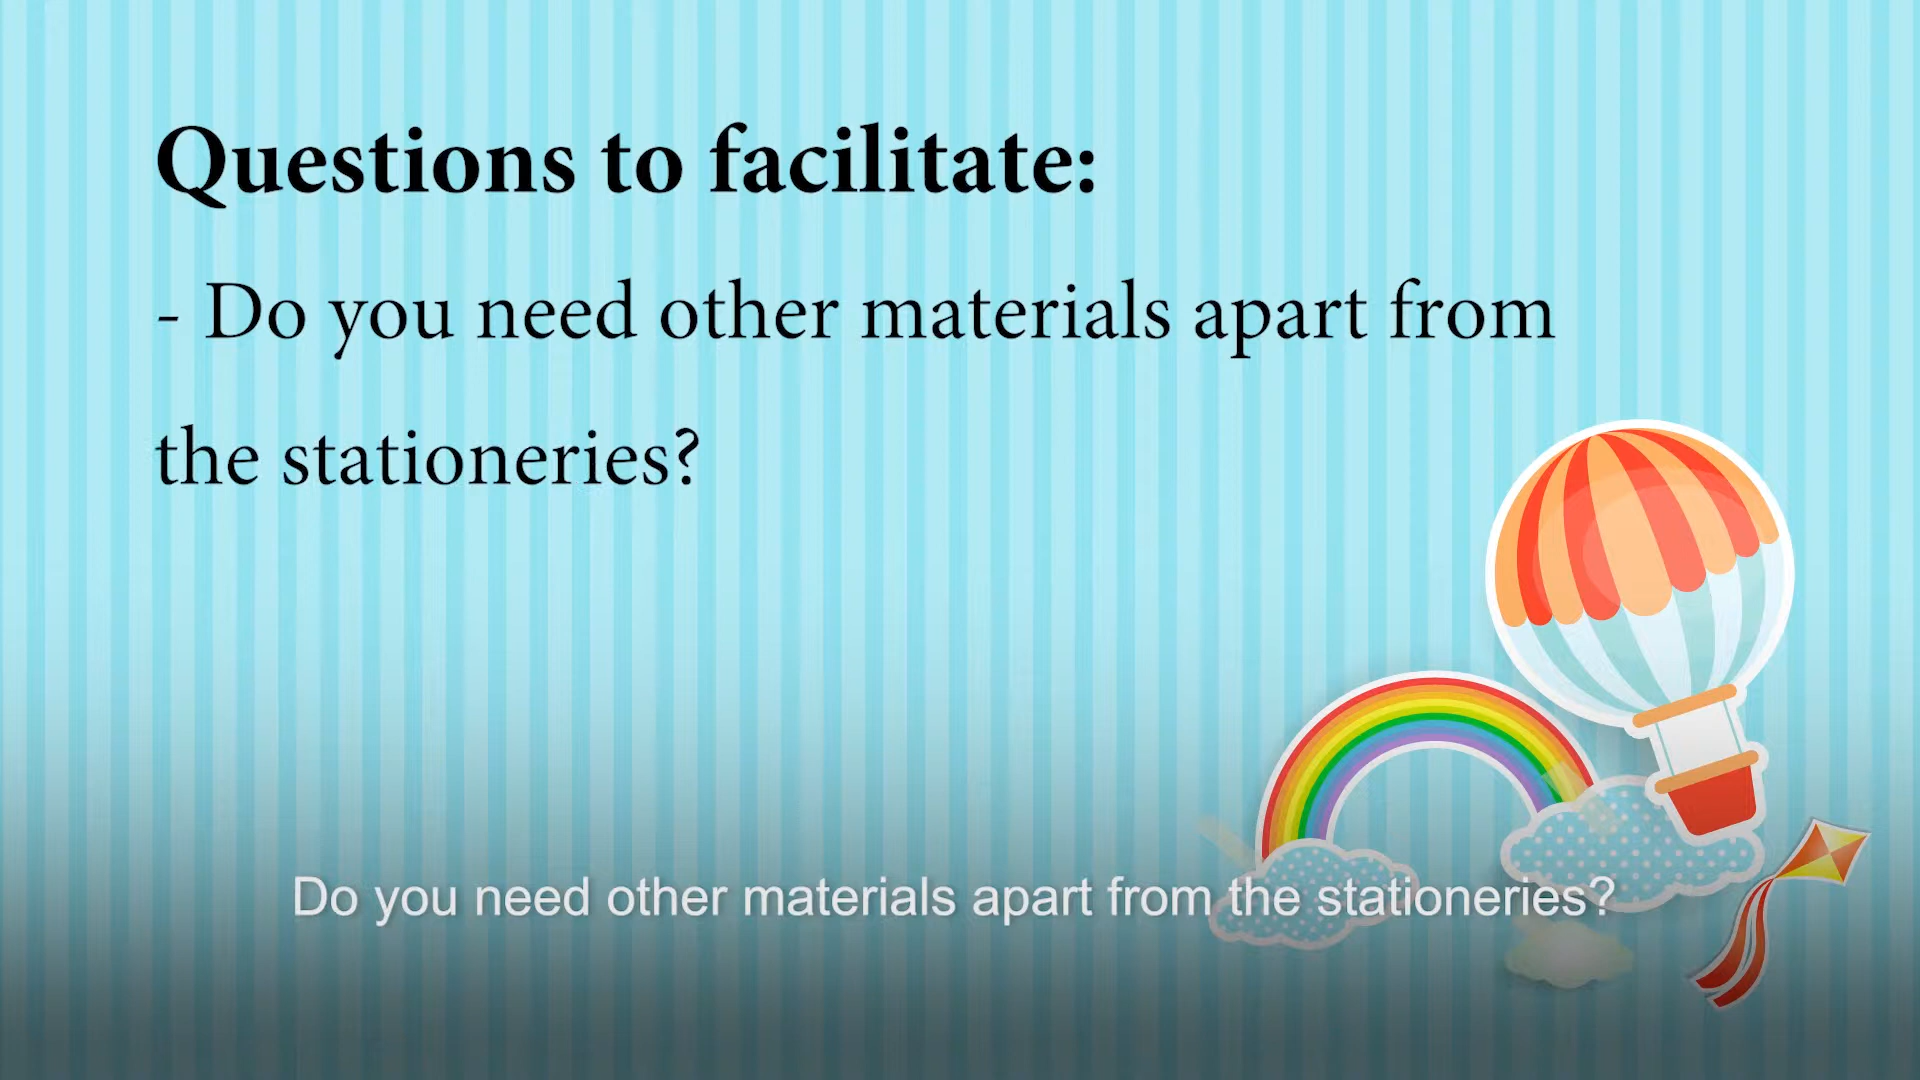 Questions to facilitate:
- Do you need other materials apart from
the stationeries?
Do you need other materials apart from the stationeries?